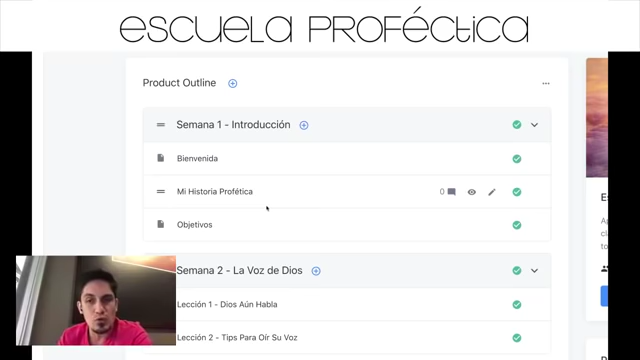 escuela profética
Product Outline
Semana 1 - Introducción
Bienvenida
Mi Historia Profética
0
Objetivos
Semana 2 - La Voz de Dios
Lección 1 - Dios Aún Habla
Lección 2 - Tips Para Oír Su Voz